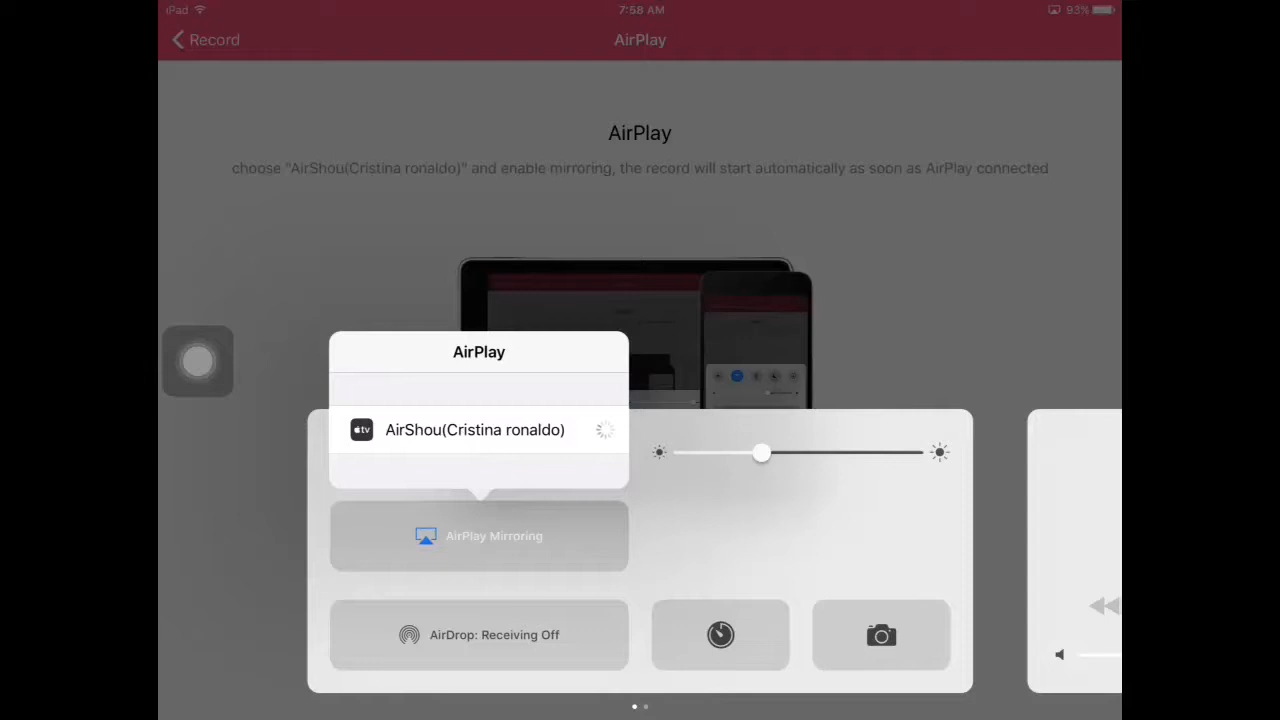 iPad 7:58 AM 93%
Record AirPlay
AirPlay
choose "AirShou(Cristina ronaldo)" and enable mirroring, the record will start automatically as soon as AirPlay connected
AirPlay
tv AirShou(Cristina ronaldo)
AirPlay Mirroring
AirDrop: Receiving Off